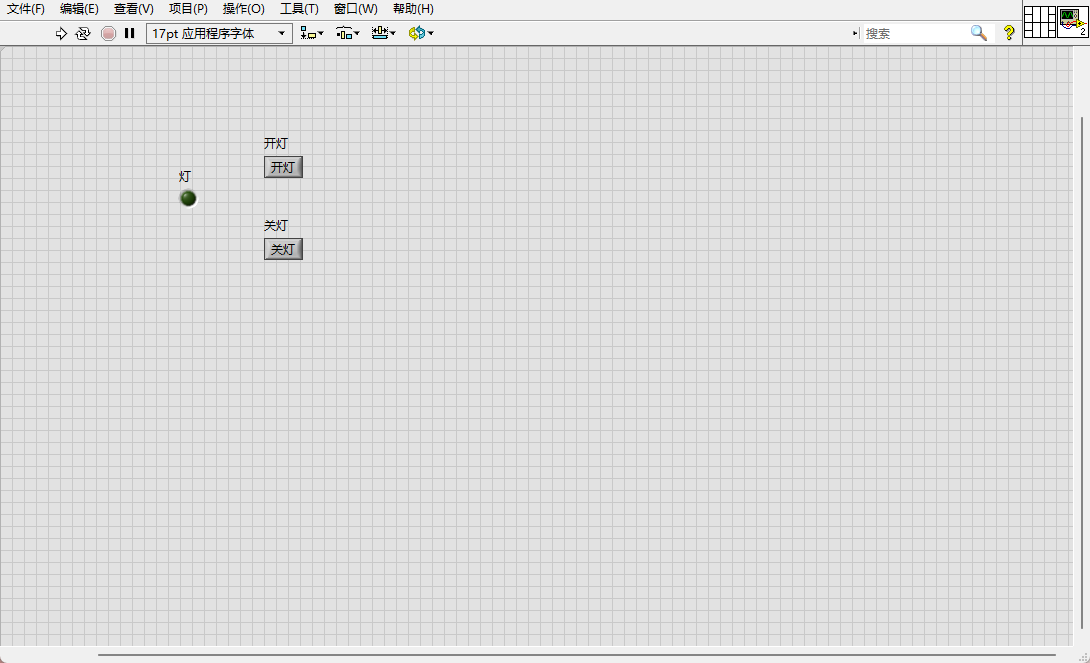 文件(F) 编辑(E) 查看(V) 项目(P) 操作(O) 工具(T) 窗口(W) 帮助(H)
17pt 应用程序字体 搜索 ? 2
开灯
开灯
灯
关灯
关灯